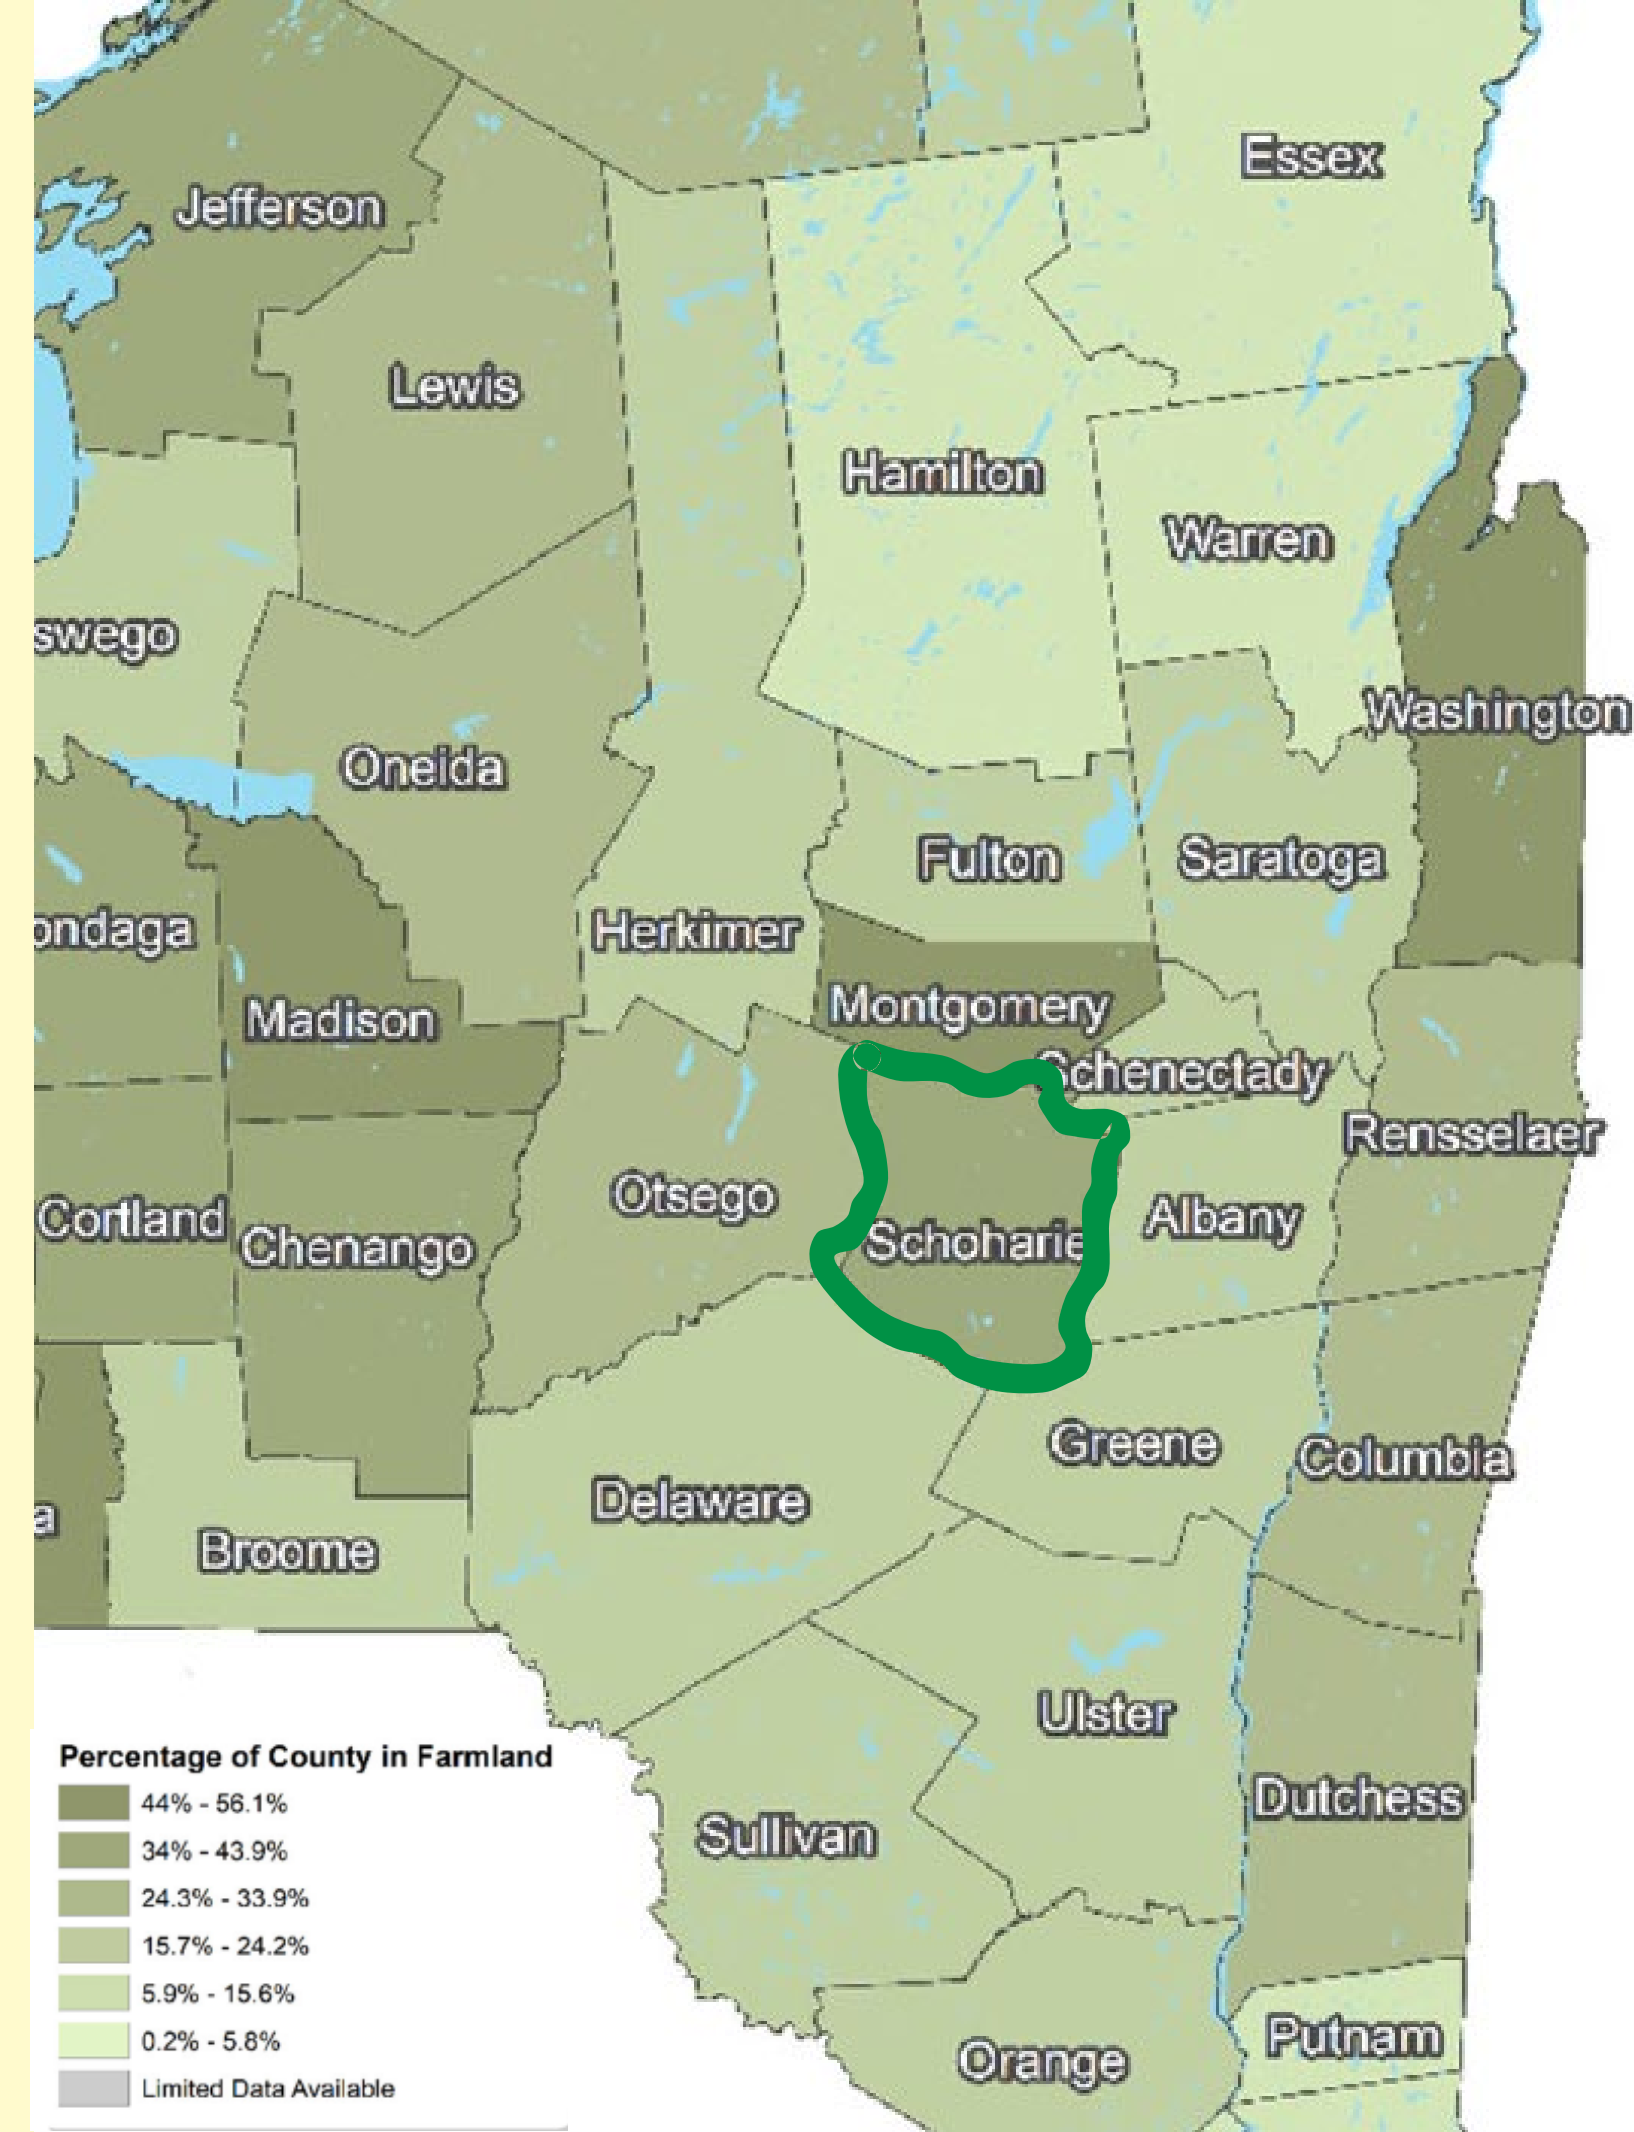 Essex
Jefferson
Lewis
Hamilton
Warren
swego
Washington
Oneida
Fulton
Saratoga
ondaga
Herkimer
Montgomery
Madison
Schenectady
Rensselaer
Otsego
Cortland
Albany
Schoharie
Chenango
Greene
Columbia
Delaware
a
Broome
Ulster
Percentage of County in Farmland
44% - 56.1%
34% - 43.9%
24.3% - 33.9%
15.7% - 24.2%
5.9% - 15.6%
0.2% - 5.8%
Limited Data Available
Dutchess
Sullivan
Putnam
Orange